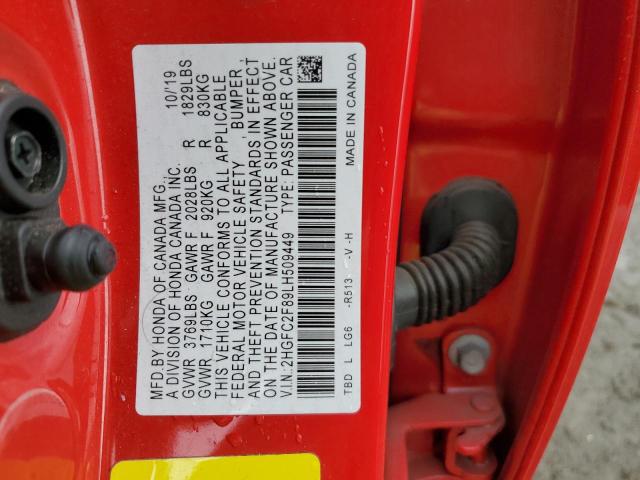 MFD.BY HONDA OF CANADA MFG. 10/19
A DIVISION OF HONDA CANADA INC.
GVWR 3769LBS GAWR F 2028LBS R 1829LBS
GVWR 1710KG GAWR F 920KG R 830KG
THIS VEHICLE CONFORMS TO ALL APPLICABLE
FEDERAL MOTOR VEHICLE SAFETY , BUMPER ,
AND THEFT PREVENTION STANDARDS IN EFFECT
ON THE DATE OF MANUFACTURE SHOWN ABOVE.
V.I.N.:2HGFC2F89LH509449 TYPE: PASSENGER CAR
TBD L LG6 -R513 -V -H MADE IN CANADA